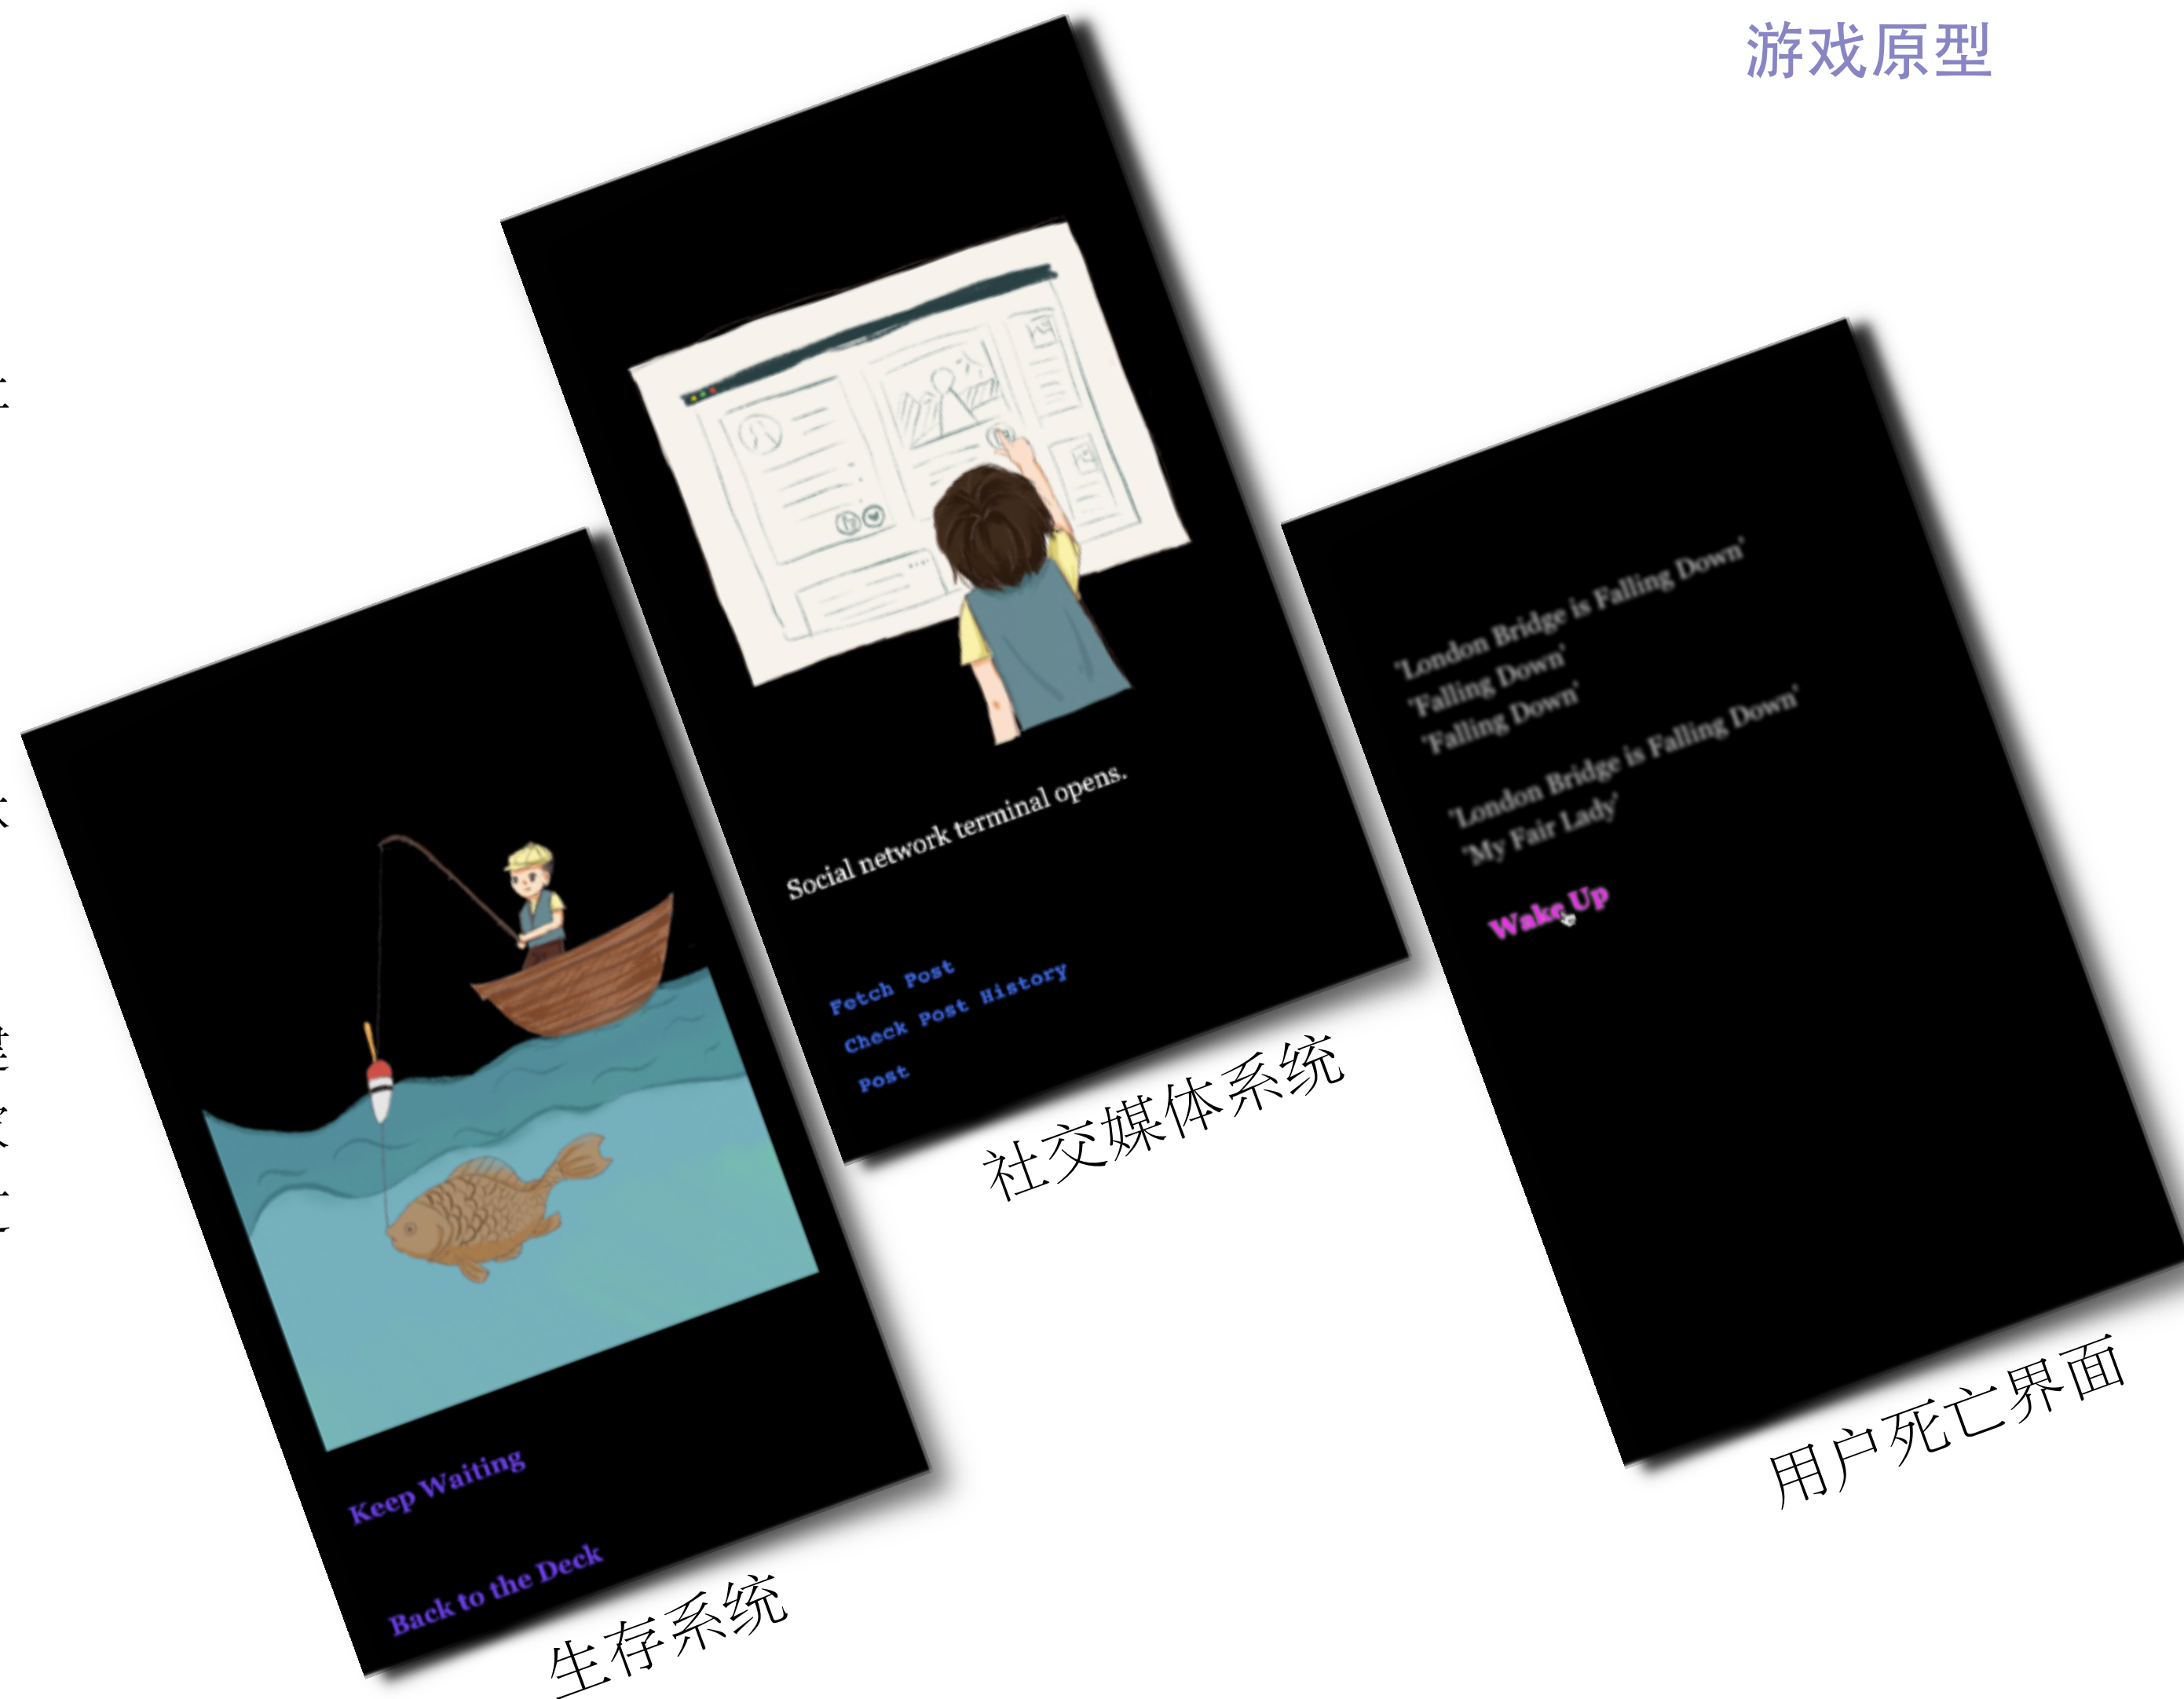 游戏原型
Social network terminal opens.
Fetch Post
Check Post History
Post
社交媒体系统
'London Bridge is Falling Down'
'Falling Down'
'Falling Down'
'London Bridge is Falling Down'
'My Fair Lady'
Wake Up
用户死亡界面
Keep Waiting
Back to the Deck
生存系统